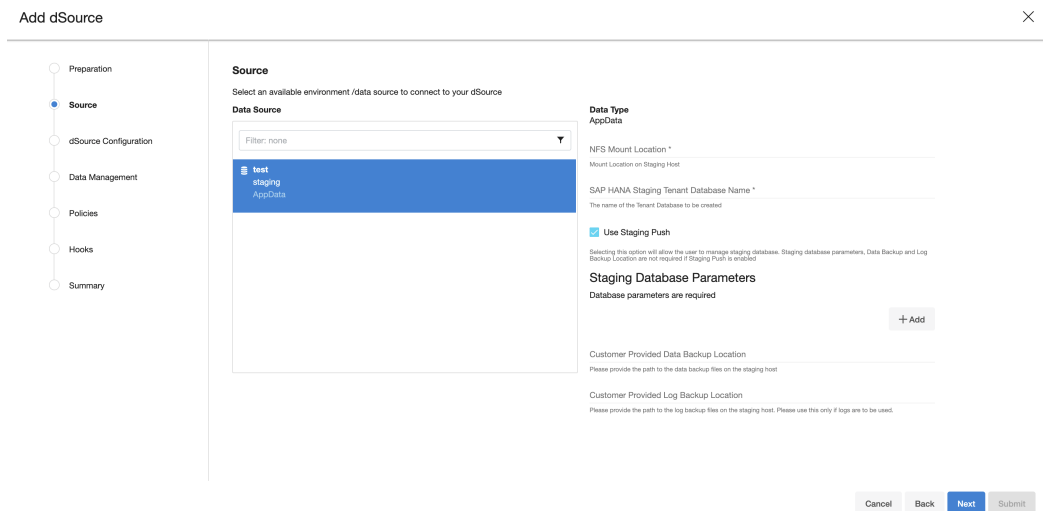 Add dSource
Preparation
Source
dSource Configuration
Data Management
Policies
Hooks
Summary
Source
Select an available environment /data source to connect to your dSource
Data Source
Filter: none
test
staging
AppData
Data Type
AppData
NFS Mount Location *
Mount Location on Staging Host
SAP HANA Staging Tenant Database Name *
The name of the Tenant Database to be created
Use Staging Push
Selecting this option will allow the user to manage staging database. Staging database parameters, Data Backup and Log
Backup Location are not required if Staging Push is enabled
Staging Database Parameters
Database parameters are required
+ Add
Customer Provided Data Backup Location
Please provide the path to the data backup files on the staging host
Customer Provided Log Backup Location
Please provide the path to the log backup files on the staging host. Please use this only if logs are to be used.
Cancel
Back
Next
Submit